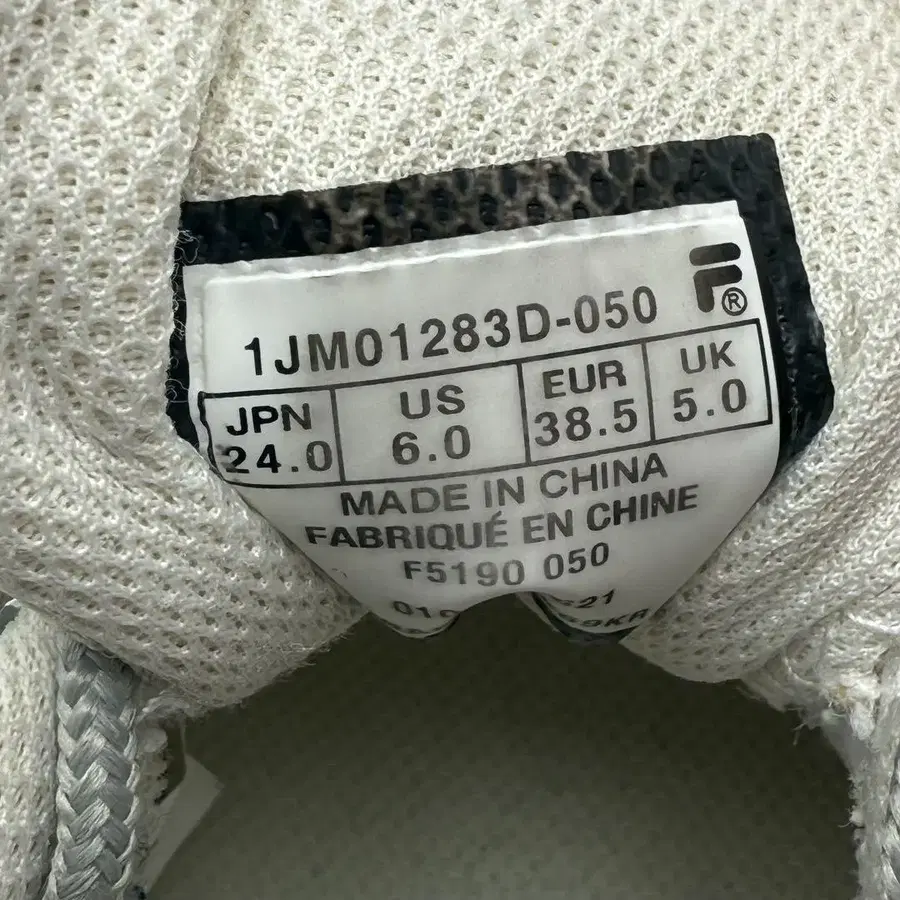 1JM01283D-050
JPN US EUR UK
24.0 6.0 38.5 5.0
MADE IN CHINA
FABRIQUÉ EN CHINE
F5190 050